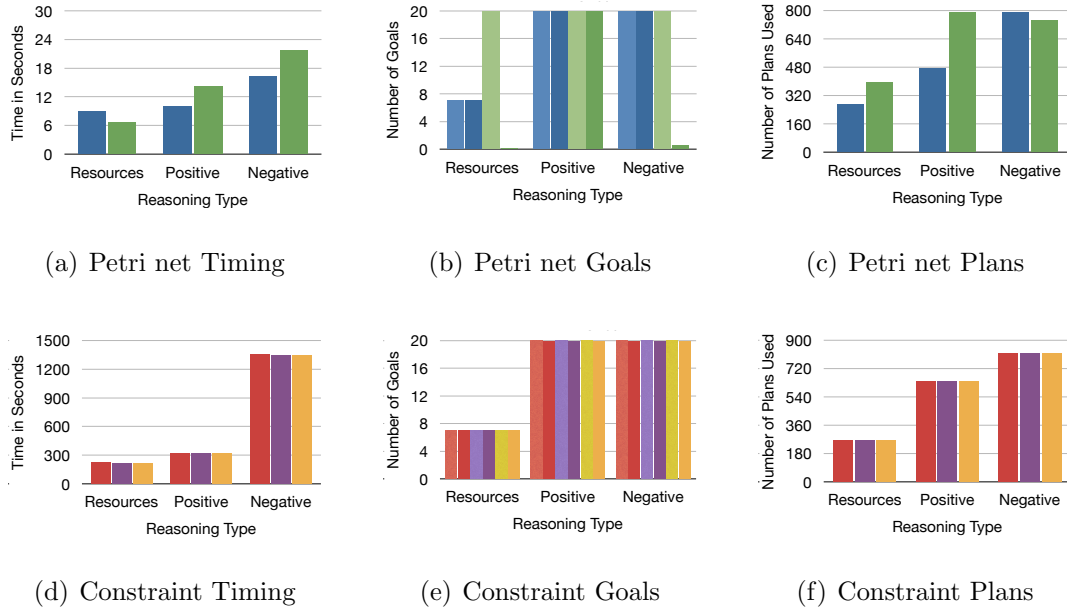 Time in Seconds
30
24
18
12
6
0
Resources Positive Negative
Reasoning Type
(a) Petri net Timing
Number of Goals
20
16
12
8
4
0
Resources Positive Negative
Reasoning Type
(b) Petri net Goals
Number of Plans Used
800
640
480
320
160
0
Resources Positive Negative
Reasoning Type
(c) Petri net Plans
Time in Seconds
1500
1200
900
600
300
0
Resources Positive Negative
Reasoning Type
(d) Constraint Timing
Number of Goals
20
16
12
8
4
0
Resources Positive Negative
Reasoning Type
(e) Constraint Goals
Number of Plans Used
900
720
540
360
180
0
Resources Positive Negative
Reasoning Type
(f) Constraint Plans